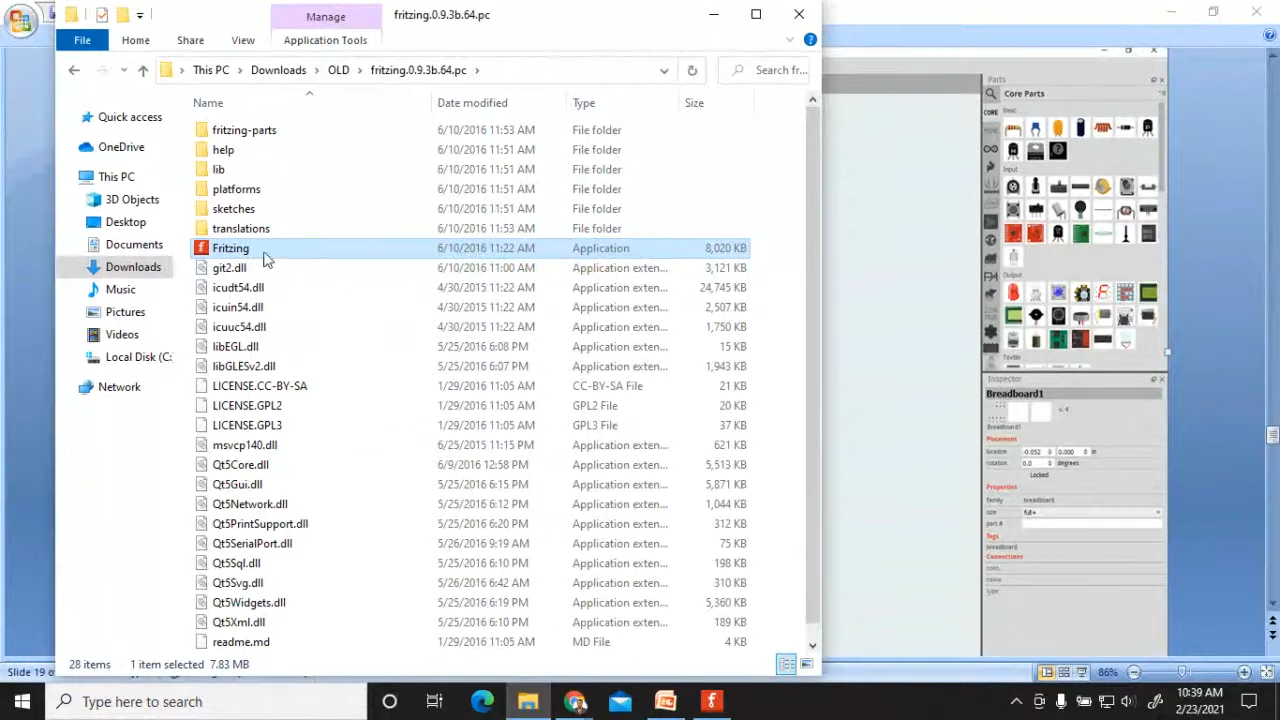 Manage
fritzing.0.9.3b.64.pc
File
Home
Share
View
Application Tools
This PC
Downloads
OLD
fritzing.0.9.3b.64.pc
Search fr...
Name
Date modified
Type
Size
Quick access
OneDrive
This PC
3D Objects
Desktop
Documents
Downloads
Music
Pictures
Videos
Local Disk (C:
Network
fritzing-parts 6/10/2016 11:53 AM File folder
help 6/10/2016 11:51 AM File folder
lib 6/10/2016 11:51 AM File folder
platforms 6/10/2016 11:51 AM File folder
sketches 6/10/2016 11:51 AM File folder
translations 6/10/2016 11:53 AM File folder
Fritzing 6/10/2016 11:22 AM Application 8,020 KB
git2.dll 6/10/2016 11:00 AM Application exten... 3,121 KB
icudt54.dll 4/30/2015 11:22 AM Application exten... 24,745 KB
icuin54.dll 4/30/2015 11:22 AM Application exten... 2,507 KB
icuuc54.dll 4/30/2015 11:22 AM Application exten... 1,750 KB
libEGL.dll 5/25/2016 6:08 PM Application exten... 15 KB
libGLESv2.dll 5/25/2016 6:07 PM Application exten... 1,943 KB
LICENSE.CC-BY-SA 1/29/2016 11:05 AM CC-BY-SA File 21 KB
LICENSE.GPL2 1/29/2016 11:05 AM GPL2 File 20 KB
LICENSE.GPL3 1/29/2016 11:05 AM GPL3 File 37 KB
msvcp140.dll 6/25/2015 11:15 PM Application exten... 621 KB
Qt5Core.dll 6/9/2016 12:58 PM Application exten... 5,513 KB
Qt5Gui.dll 5/25/2016 6:15 PM Application exten... 5,871 KB
Qt5Network.dll 5/25/2016 6:12 PM Application exten... 1,044 KB
Qt5PrintSupport.dll 5/25/2016 6:20 PM Application exten... 312 KB
Qt5SerialPort.dll 5/26/2016 9:19 AM Application exten... 75 KB
Qt5Sql.dll 5/25/2016 6:10 PM Application exten... 198 KB
Qt5Svg.dll 5/26/2016 6:42 AM Application exten... 310 KB
Qt5Widgets.dll 5/25/2016 6:19 PM Application exten... 5,360 KB
Qt5Xml.dll 5/25/2016 6:10 PM Application exten... 189 KB
readme.md 1/29/2016 11:05 AM MD File 4 KB
28 items 1 item selected 7.83 MB
Parts
Core Parts
CORE
Basic
Input
Output
Textile
Inspector
Breadboard1
v. 4
Breadboard1
Placement
location -0.052 0.000 in
rotation 0.0 degrees
Locked
Properties
family breadboard
size full+
part #
Tags
breadboard
Connections
conn.
name
type
Slide 19 of
86%
Type here to search
10:39 AM
2/23/2021